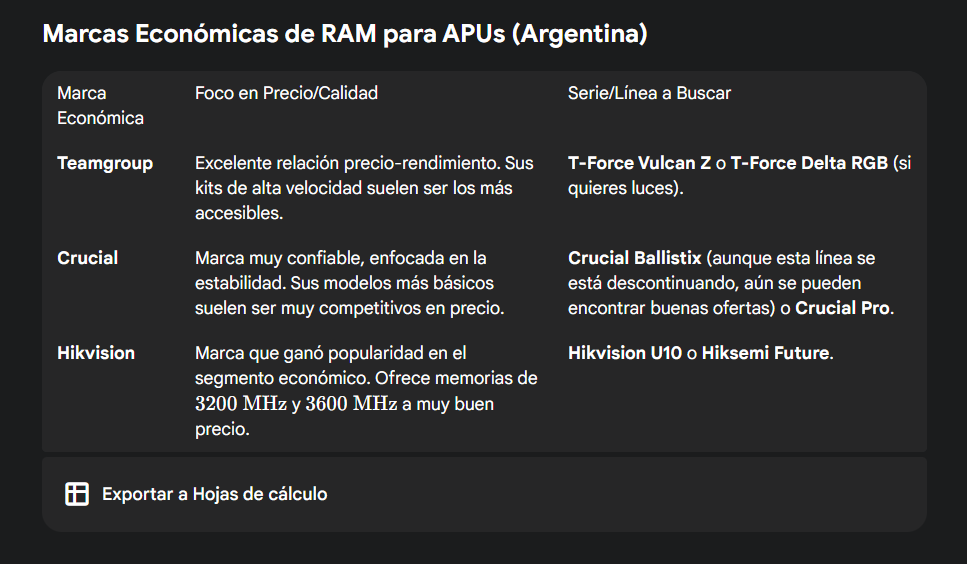 Marcas Económicas de RAM para APUs (Argentina)
Marca
Económica
Foco en Precio/Calidad
Serie/Línea a Buscar
Teamgroup
Excelente relación precio-rendimiento. Sus
kits de alta velocidad suelen ser los más
accesibles.
T-Force Vulcan Z o T-Force Delta RGB (si
quieres luces).
Crucial
Marca muy confiable, enfocada en la
estabilidad. Sus modelos más básicos
suelen ser muy competitivos en precio.
Crucial Ballistix (aunque esta línea se
está descontinuando, aún se pueden
encontrar buenas ofertas) o Crucial Pro.
Hikvision
Marca que ganó popularidad en el
segmento económico. Ofrece memorias de
3200 MHz y 3600 MHz a muy buen
precio.
Hikvision U10 o Hiksemi Future.
Exportar a Hojas de cálculo